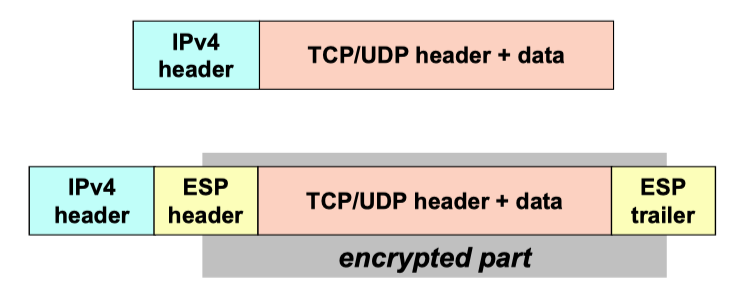 IPv4
header
TCP/UDP header + data
IPv4
header
ESP
header
TCP/UDP header + data
ESP
trailer
encrypted part